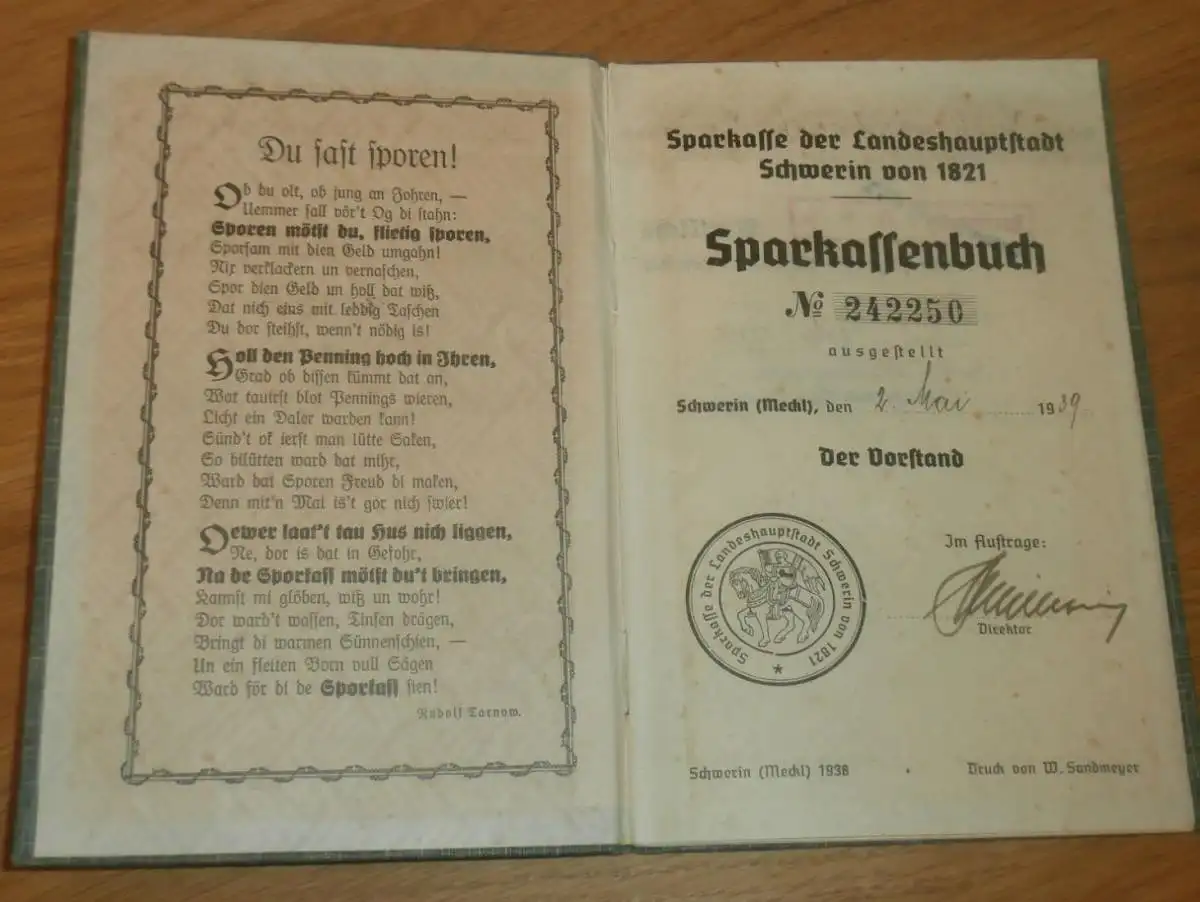 Du sast sporen!
Ob du olt, ob jung an Johren, —
Uemmer sall vör't Og di stahn:
Sporen mötst du, flietig sporen,
Sporsam mit dien Geld umgahn!
Nix verklackern un vernaschen,
Spor dien Geld un holl dat wiß,
Dat nich eins mit leddig Taschen
Du dor steihst, wenn't nödig is!
Holl den Penning hoch in Ihren,
Grad ob dissen kümmt dat an,
Wat tauirst blot Pennings wieren,
Licht ein Daler warden kann!
Sünd't ok ierst man lütte Saken,
So bilütten ward dat mihr,
Ward dat Sporen Freud di maken,
Denn mit'n Mal is't gor nich swier!
Oewer laat't tau Hus nich liggen,
Ne, dor is dat in Gefohr,
Na de Sporkass mötst du't bringen,
Kannst mi glöben, wiß un wohr!
Dor ward't wassen, Tinsen drägen,
Bringt di warmen Sünnenschien, —
Un ein fletten Born vull Sägen
Ward för di de Sporkass sien!
Rudolf Tarnow.
Sparkasse der Landeshauptstadt
Schwerin von 1821
Sparkassenbuch
№ 242250
ausgestellt
Schwerin (Meckl), den 2. Mai 1939
Der Vorstand
Sparkasse der Landeshauptstadt Schwerin von 1821
Im Auftrage:
Direktor
Schwerin (Meckl) 1938
Druck von W. Sandmeyer